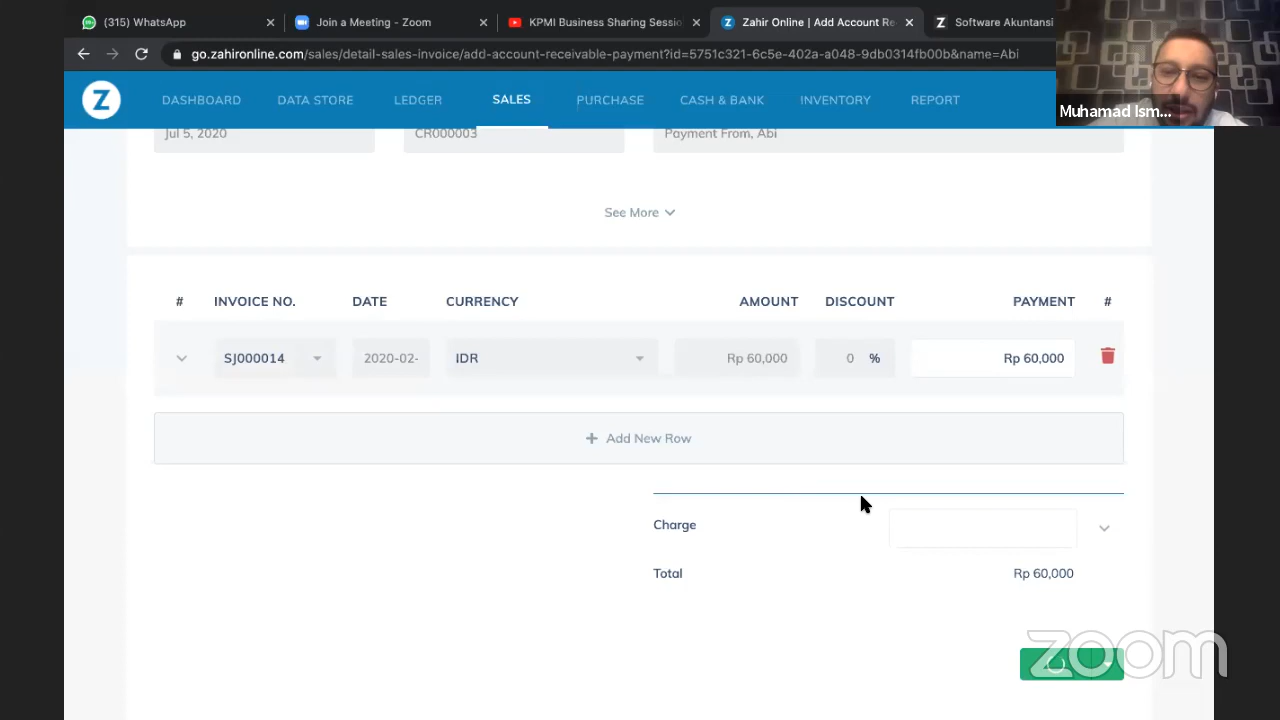 (315) WhatsApp
Join a Meeting - Zoom
KPMI Business Sharing Sessio
Zahir Online | Add Account Re
Software Akuntansi
go.zahironline.com/sales/detail-sales-invoice/add-account-receivable-payment?id=5751c321-6c5e-402a-a048-9db0314fb00b&name=Abi
Z DASHBOARD DATA STORE LEDGER SALES PURCHASE CASH & BANK INVENTORY REPORT
Muhamad Ism...
Jul 5, 2020 CR000003 Payment From, Abi
See More
# INVOICE NO. DATE CURRENCY AMOUNT DISCOUNT PAYMENT #
SJ000014 2020-02- IDR Rp 60,000 0 % Rp 60,000
+ Add New Row
Charge
Total Rp 60,000
zoom